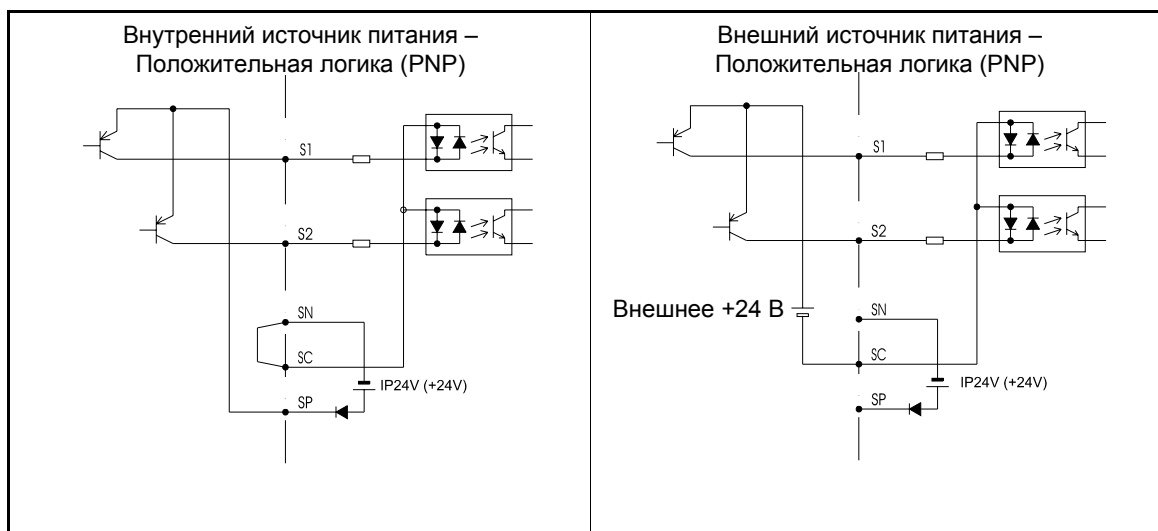 Внутренний источник питания –
Положительная логика (PNP)
S1
S2
SN
SC
IP24V (+24V)
SP
Внешний источник питания –
Положительная логика (PNP)
S1
S2
Внешнее +24 В
SN
SC
IP24V (+24V)
SP